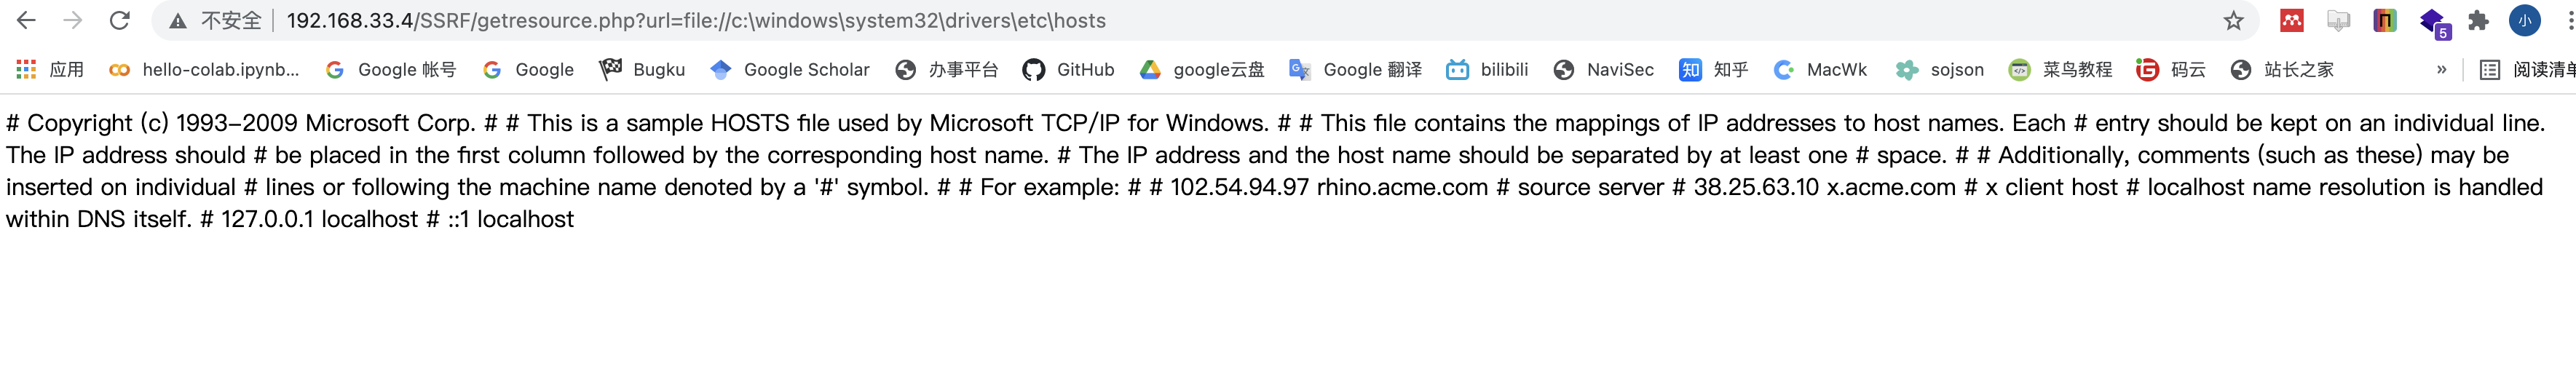 不安全 192.168.33.4/SSRF/getresource.php?url=file://c:\windows\system32\drivers\etc\hosts
5
小
应用 hello-colab.ipynb... Google 帐号 Google Bugku Google Scholar 办事平台 GitHub google云盘 Google 翻译 bilibili NaviSec 知 知乎 MacWk sojson 菜鸟教程 码云 站长之家 » 阅读清单
# Copyright (c) 1993–2009 Microsoft Corp. # # This is a sample HOSTS file used by Microsoft TCP/IP for Windows. # # This file contains the mappings of IP addresses to host names. Each # entry should be kept on an individual line.
The IP address should # be placed in the first column followed by the corresponding host name. # The IP address and the host name should be separated by at least one # space. # # Additionally, comments (such as these) may be
inserted on individual # lines or following the machine name denoted by a '#' symbol. # # For example: # # 102.54.94.97 rhino.acme.com # source server # 38.25.63.10 x.acme.com # x client host # localhost name resolution is handled
within DNS itself. # 127.0.0.1 localhost # ::1 localhost